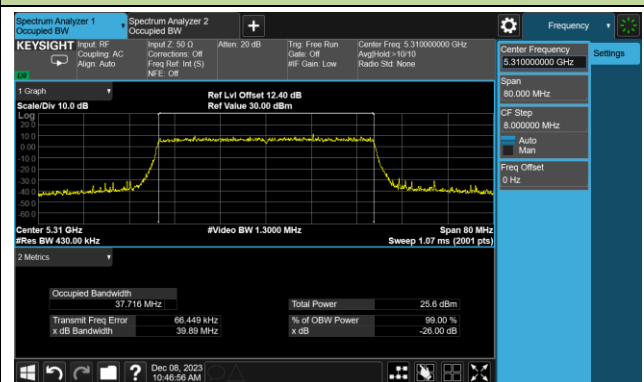 Spectrum Analyzer 1
Occupied BW
Spectrum Analyzer 2
Occupied BW
+
Frequency
KEYSIGHT
Input: RF
Coupling: AC
Align: Auto
Input Z: 50 Ω
Corrections: Off
Freq Ref: Int (S)
NFE: Off
Atten: 20 dB
Trig: Free Run
Gate: Off
#IF Gain: Low
Center Freq: 5.310000000 GHz
Avg|Hold:>10/10
Radio Std: None
Center Frequency
5.310000000 GHz
Settings
Span
80.000 MHz
CF Step
8.000000 MHz
Auto
Man
Freq Offset
0 Hz
1 Graph
Scale/Div 10.0 dB
Ref Lvl Offset 12.40 dB
Ref Value 30.00 dBm
Log
20.0
10.0
0.00
-10.0
-20.0
-30.0
-40.0
-50.0
-60.0
Center 5.31 GHz
#Res BW 430.00 kHz
#Video BW 1.3000 MHz
Span 80 MHz
Sweep 1.07 ms (2001 pts)
2 Metrics
Occupied Bandwidth
37.716 MHz
Total Power 25.6 dBm
Transmit Freq Error 66.449 kHz
% of OBW Power 99.00 %
x dB Bandwidth 39.89 MHz
x dB -26.00 dB
?
Dec 08, 2023
10:46:56 AM